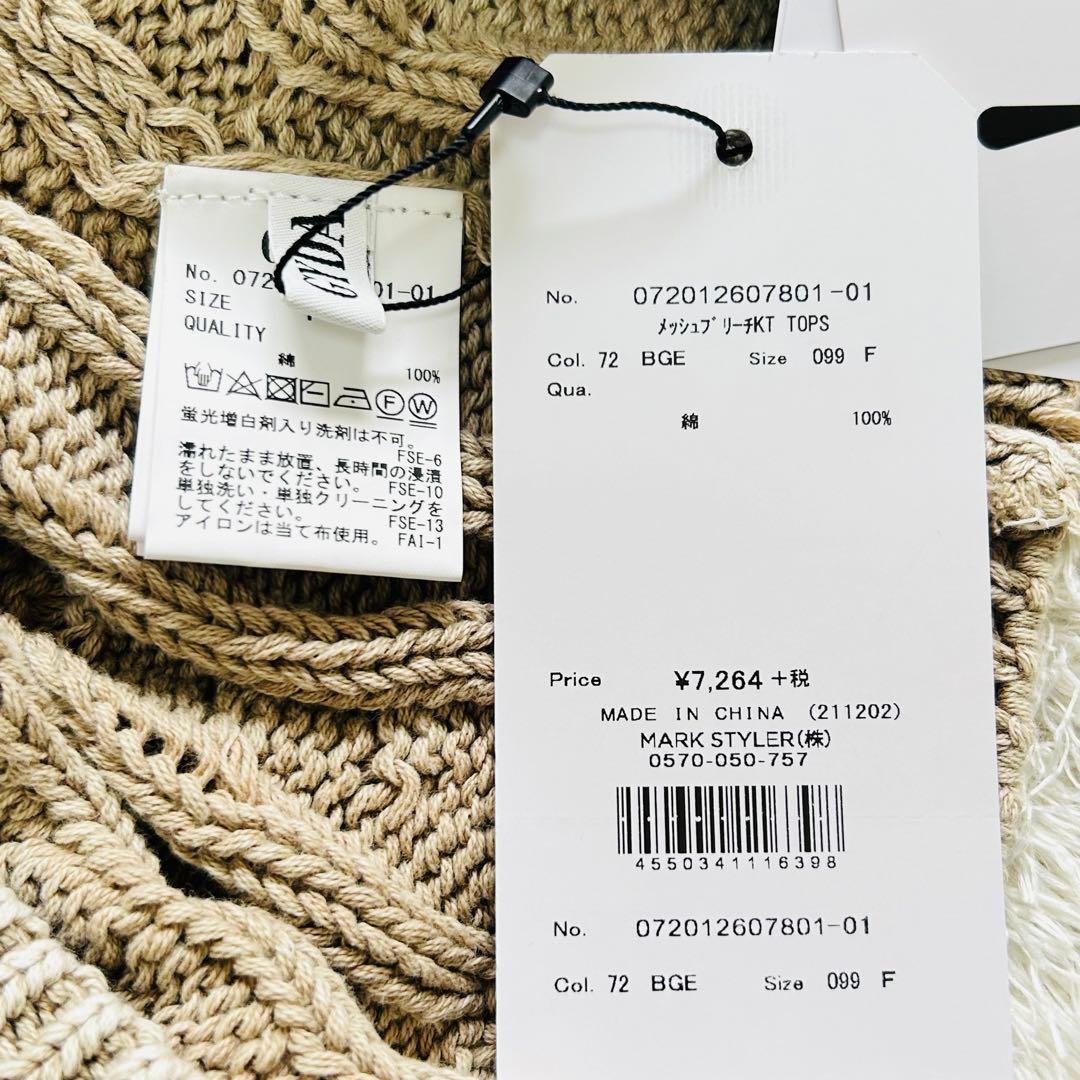 GYDA
No. 072 01-01
SIZE
QUALITY
綿
100%
蛍光増白剤入り洗剤は不可。
FSE-6
濡れたまま放置、長時間の浸漬
をしないでください。 FSE-10
単独洗い・単独クリーニングを
してください。 FSE-13
アイロンは当て布使用。 FAI-1
No. 072012607801-01
メッシュブリーチKT TOPS
Col. 72 BGE Size 099 F
Qua.
綿 100%
Price ¥7,264+税
MADE IN CHINA (211202)
MARK STYLER(株)
0570-050-757
4550341116398
No. 072012607801-01
Col. 72 BGE Size 099 F